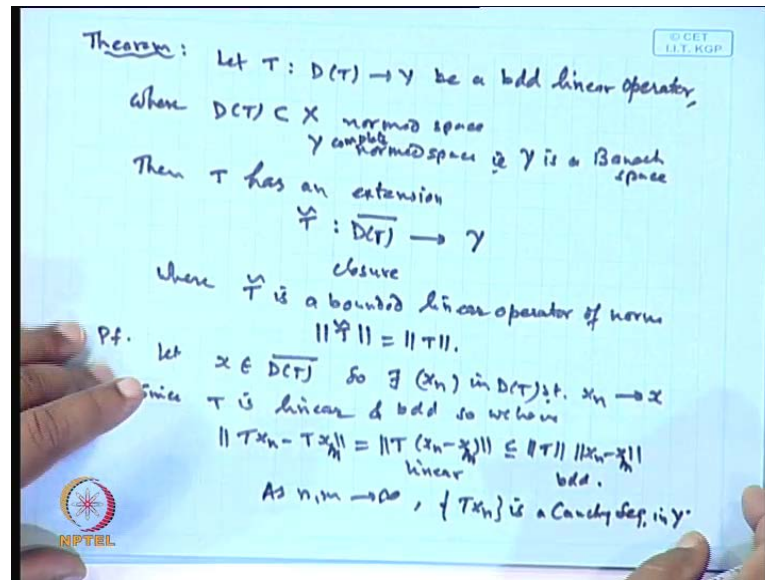 © CET
I.I.T. KGP
Theorem : Let T : D(T) → Y be a bdd linear operator,
where D(T) ⊂ X normed space
Y complete normed space ie Y is a Banach space
Then T has an extension
T̃ : \overline{D(T)} → Y
closure
where T̃ is a bounded linear operator of norm
||T̃|| = ||T||.
Pf. Let x ∈ \overline{D(T)} So ∃ (xₙ) in D(T) s.t. xₙ → x
Since T is linear & bdd so we have
||Txₙ - Txₘ|| = ||T(xₙ - xₘ)|| ≤ ||T|| ||xₙ - xₘ||
linear bdd.
As n,m → ∞, {Txₙ} is a Cauchy Seq. in Y.
NPTEL